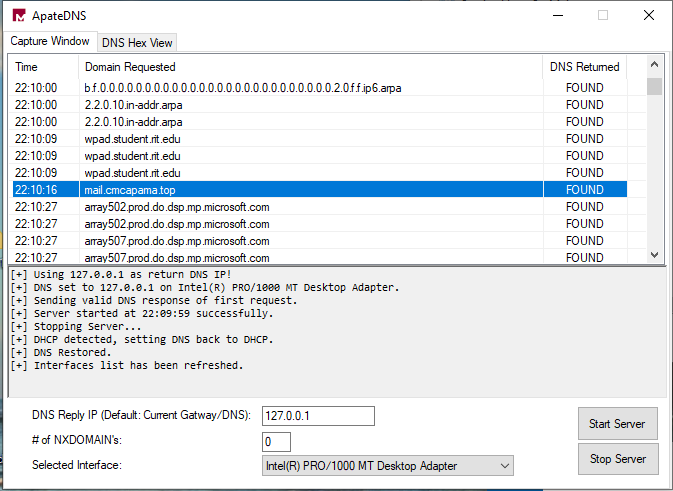 ApateDNS
Capture Window DNS Hex View
Time Domain Requested DNS Returned
22:10:00 b.f.0.0.0.0.0.0.0.0.0.0.0.0.0.0.0.0.0.0.0.0.0.0.0.0.0.0.2.0.f.f.ip6.arpa FOUND
22:10:00 2.2.0.10.in-addr.arpa FOUND
22:10:00 2.2.0.10.in-addr.arpa FOUND
22:10:09 wpad.student.rit.edu FOUND
22:10:09 wpad.student.rit.edu FOUND
22:10:09 wpad.student.rit.edu FOUND
22:10:16 mail.cmcapama.top FOUND
22:10:27 array502.prod.do.dsp.mp.microsoft.com FOUND
22:10:27 array502.prod.do.dsp.mp.microsoft.com FOUND
22:10:27 array507.prod.do.dsp.mp.microsoft.com FOUND
22:10:27 array507.prod.do.dsp.mp.microsoft.com FOUND
[+] Using 127.0.0.1 as return DNS IP!
[+] DNS set to 127.0.0.1 on Intel(R) PRO/1000 MT Desktop Adapter.
[+] Sending valid DNS response of first request.
[+] Server started at 22:09:59 successfully.
[+] Stopping Server...
[+] DHCP detected, setting DNS back to DHCP.
[+] DNS Restored.
[+] Interfaces list has been refreshed.
DNS Reply IP (Default: Current Gatway/DNS): 127.0.0.1 Start Server
# of NXDOMAIN's: 0
Selected Interface: Intel(R) PRO/1000 MT Desktop Adapter Stop Server